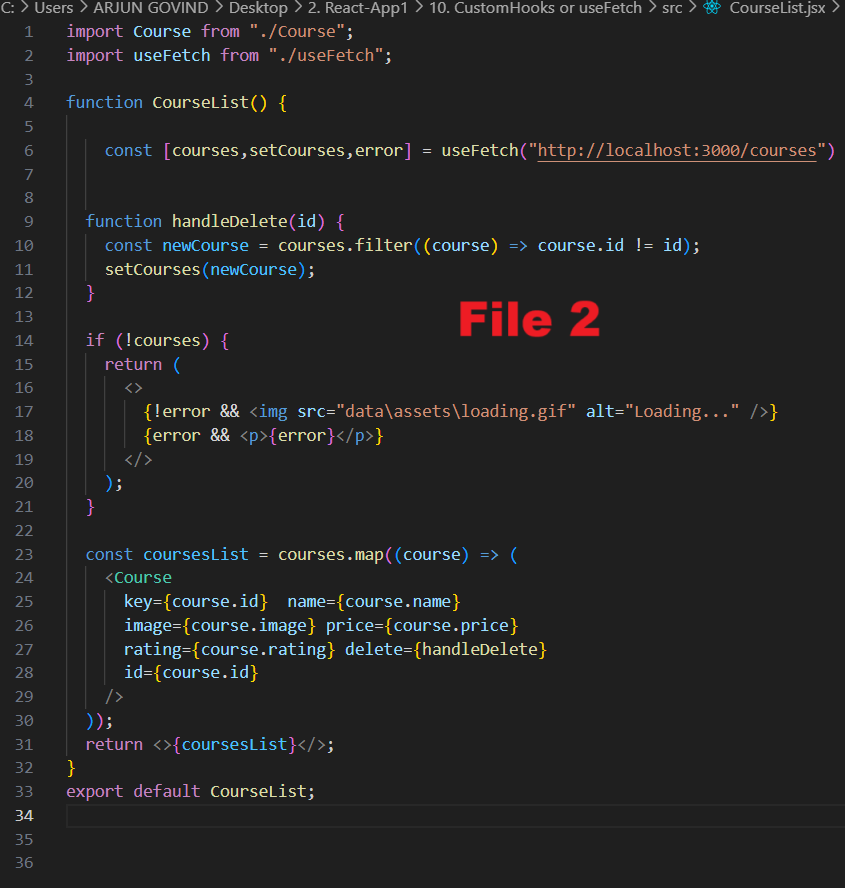 C: > Users > ARJUN GOVIND > Desktop > 2. React-App1 > 10. CustomHooks or useFetch > src > CourseList.jsx >
1 import Course from "./Course";
2 import useFetch from "./useFetch";
3
4 function CourseList() {
5
6 const [courses,setCourses,error] = useFetch("http://localhost:3000/courses")
7
8
9 function handleDelete(id) {
10 const newCourse = courses.filter((course) => course.id != id);
11 setCourses(newCourse);
12 }
13
File 2
14 if (!courses) {
15 return (
16 <>
17 {!error && <img src="data\assets\loading.gif" alt="Loading..." />}
18 {error && <p>{error}</p>}
19 </>
20 );
21 }
22
23 const coursesList = courses.map((course) => (
24 <Course
25 key={course.id}  name={course.name}
26 image={course.image} price={course.price}
27 rating={course.rating} delete={handleDelete}
28 id={course.id}
29 />
30 ));
31 return <>{coursesList}</>;
32 }
33 export default CourseList;
34
35
36